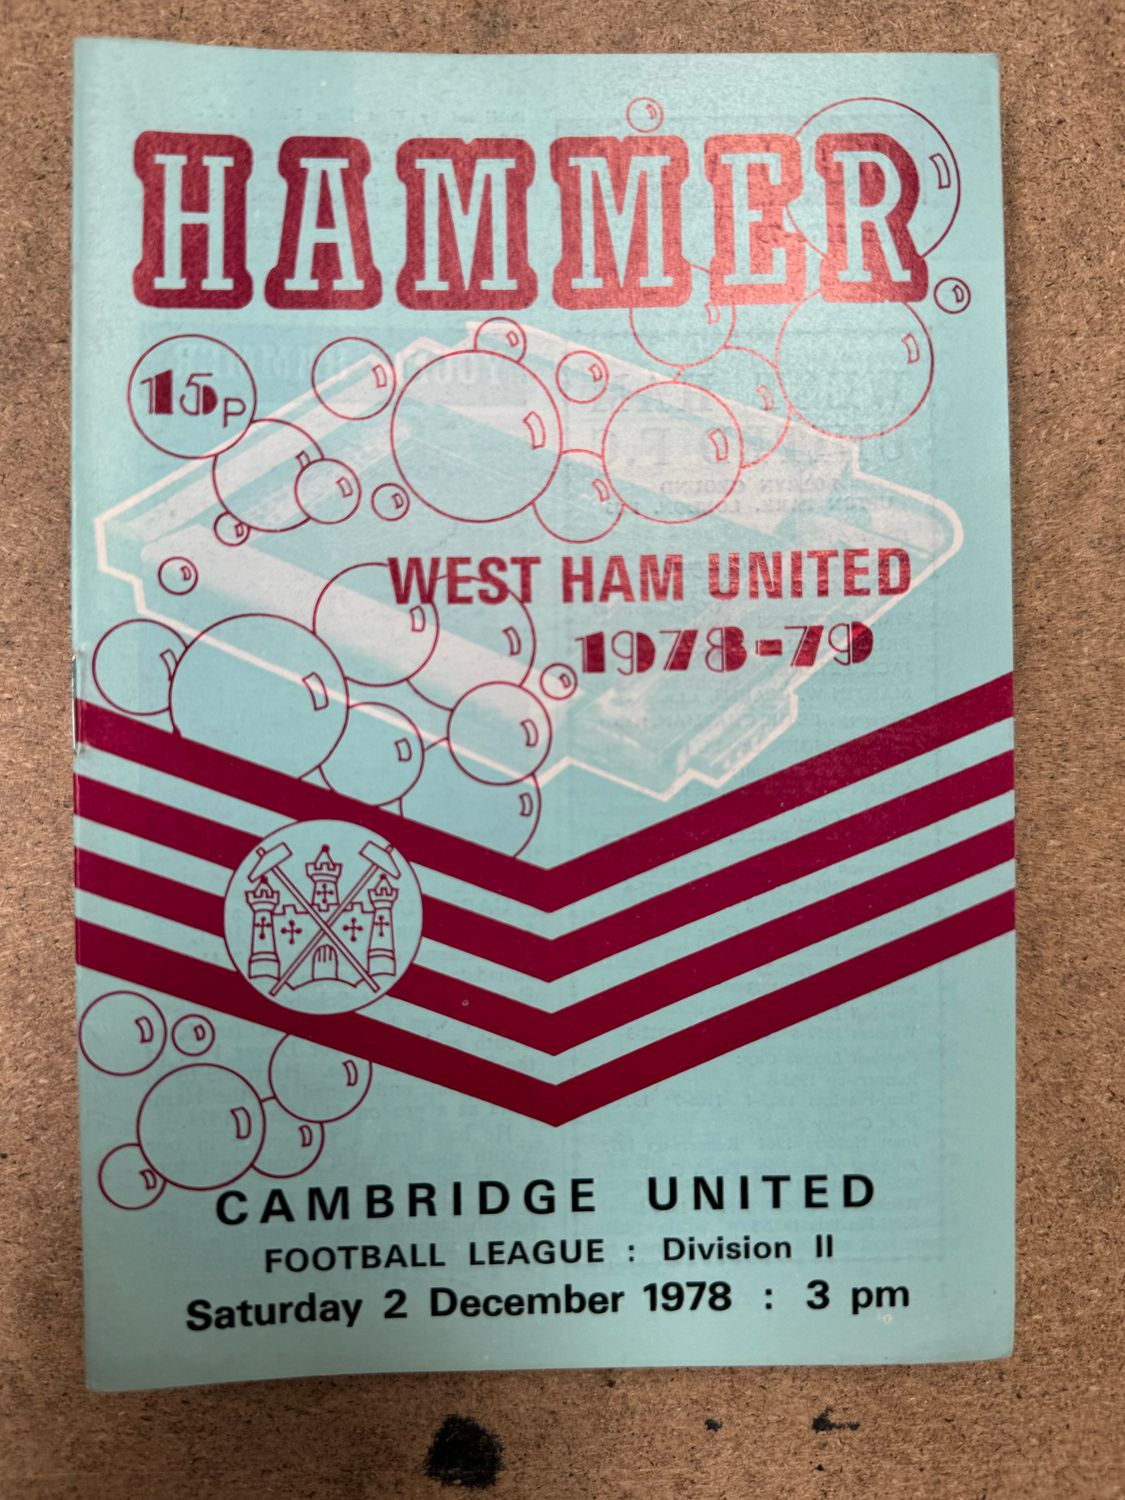 HAMMER
15p
WEST HAM UNITED
1978-79
CAMBRIDGE UNITED
FOOTBALL LEAGUE : Division II
Saturday 2 December 1978 : 3 pm